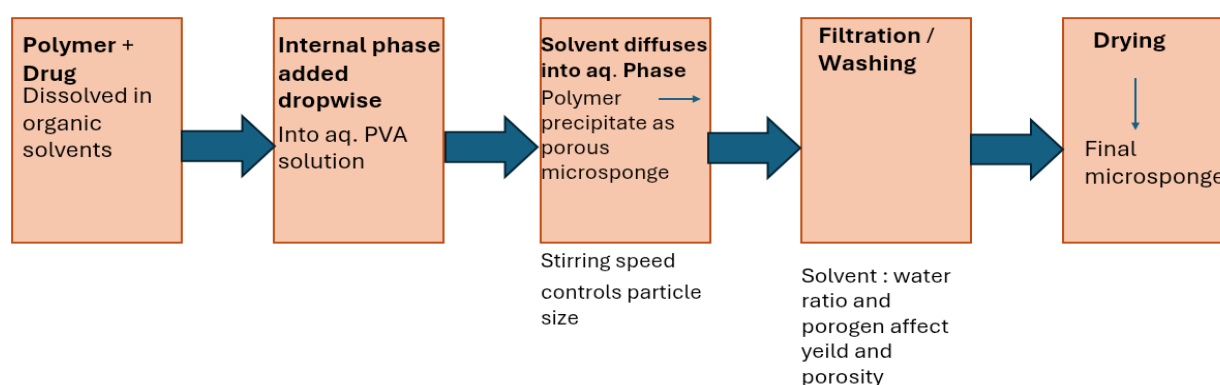 Polymer +
Drug
Dissolved in
organic
solvents
Internal phase
added
dropwise
Into aq. PVA
solution
Solvent diffuses
into aq. Phase
Polymer
precipitate as
porous
microsponge
Stirring speed
controls particle
size
Filtration /
Washing
Solvent : water
ratio and
porogen affect
yeild and
porosity
Drying
Final
microsponge